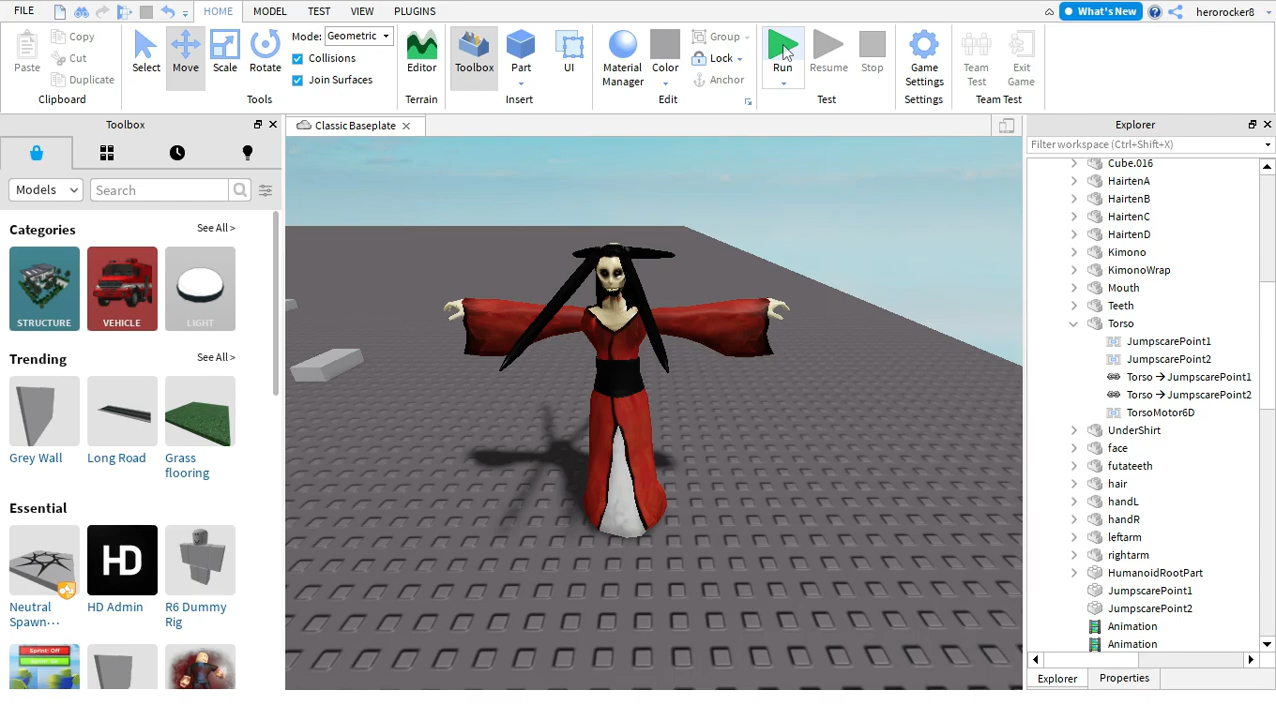 FILE HOME MODEL TEST VIEW PLUGINS What's New ? herorocker8
Paste Copy Cut Duplicate Clipboard
Select Move Scale Rotate Mode: Geometric Collisions Join Surfaces Tools
Editor Terrain
Toolbox Part UI Insert
Material Manager Color Group Lock Anchor Edit
Run Resume Stop Test
Game Settings Settings
Team Test Exit Game Team Test
Toolbox
Models Search
Categories See All >
STRUCTURE VEHICLE LIGHT
Trending See All >
Grey Wall Long Road Grass flooring
Essential
HD
Neutral Spawn··· HD Admin R6 Dummy Rig
Sprint: Off
Sprint: On
Classic Baseplate
Explorer
Filter workspace (Ctrl+Shift+X)
Cube.016
HairtenA
HairtenB
HairtenC
HairtenD
Kimono
KimonoWrap
Mouth
Teeth
Torso
JumpscarePoint1
JumpscarePoint2
Torso → JumpscarePoint1
Torso → JumpscarePoint2
TorsoMotor6D
UnderShirt
face
futateeth
hair
handL
handR
leftarm
rightarm
HumanoidRootPart
JumpscarePoint1
JumpscarePoint2
Animation
Animation
Explorer Properties